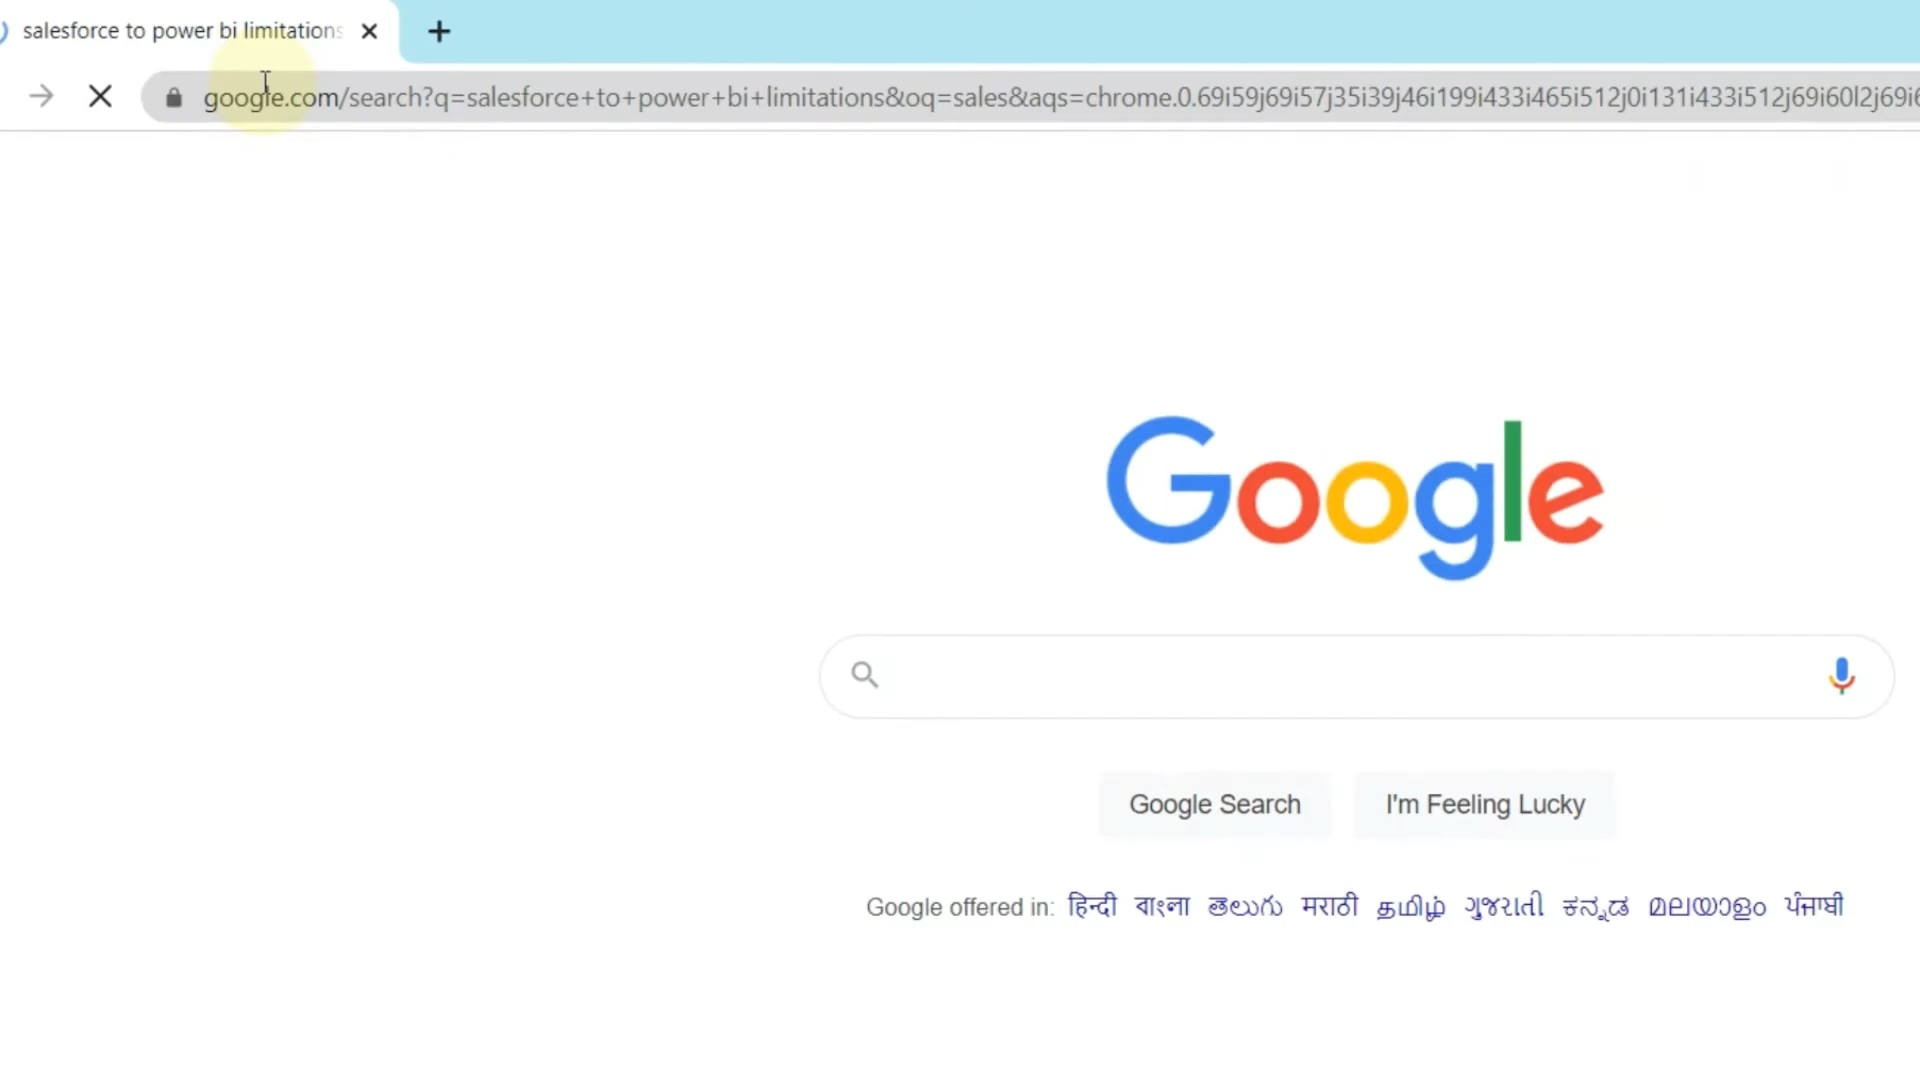 salesforce to power bi limitations
google.com/search?q=salesforce+to+power+bi+limitations&oq=sales&aqs=chrome.0.69i59j69i57j35i39j46i199i433i465i512j0i131i433i512j69i60l2j69i6
Google
Google Search I'm Feeling Lucky
Google offered in: हिन्दी বাংলা తెలుగు मराठी தமிழ் ગુજરાતી ಕನ್ನಡ മലയാളം ਪੰਜਾਬੀ